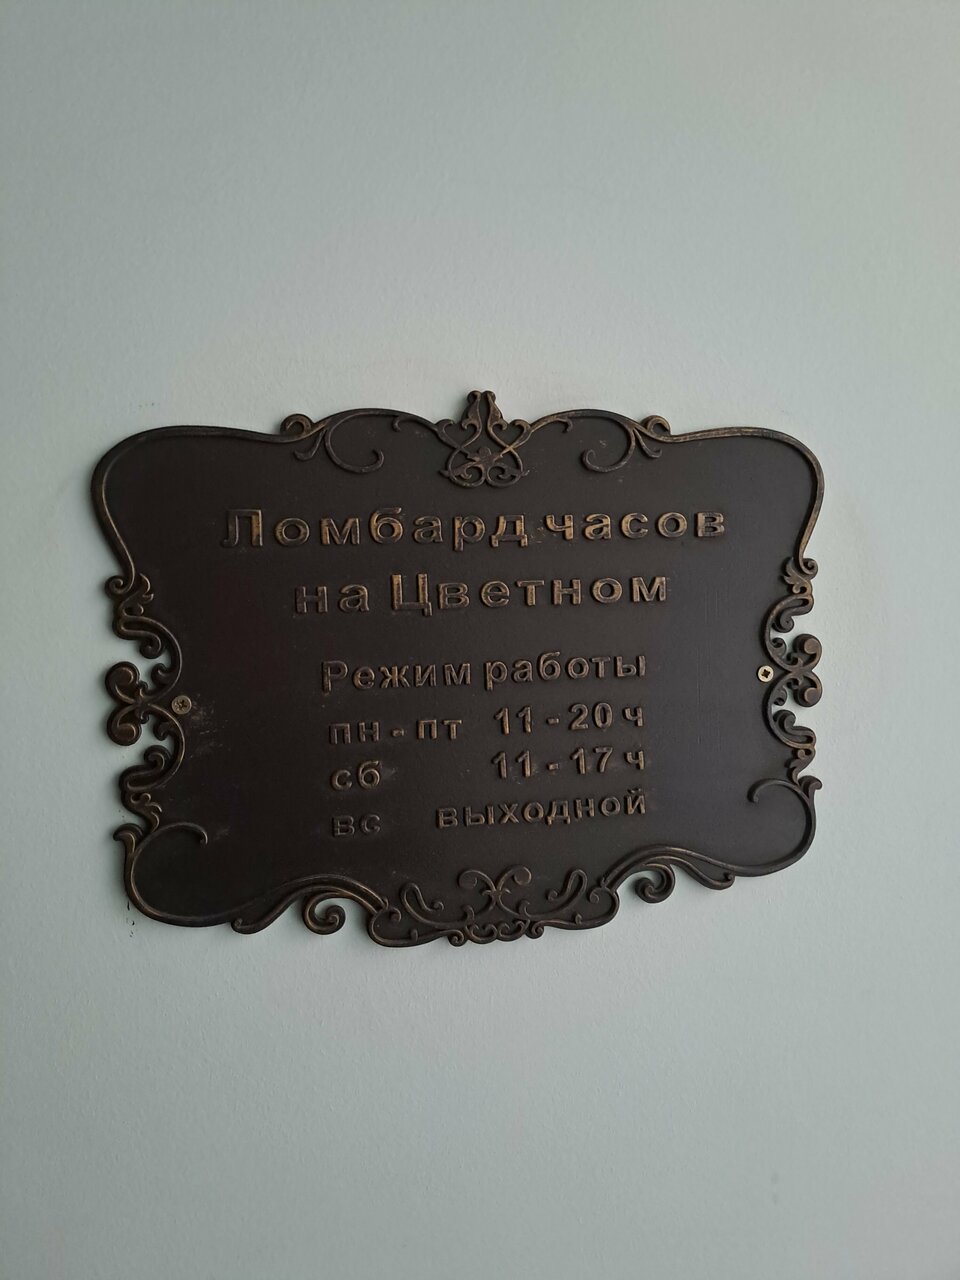 Ломбард часов
на Цветном
Режим работы
пн - пт 11 - 20 ч
сб 11 - 17 ч
вс выходной